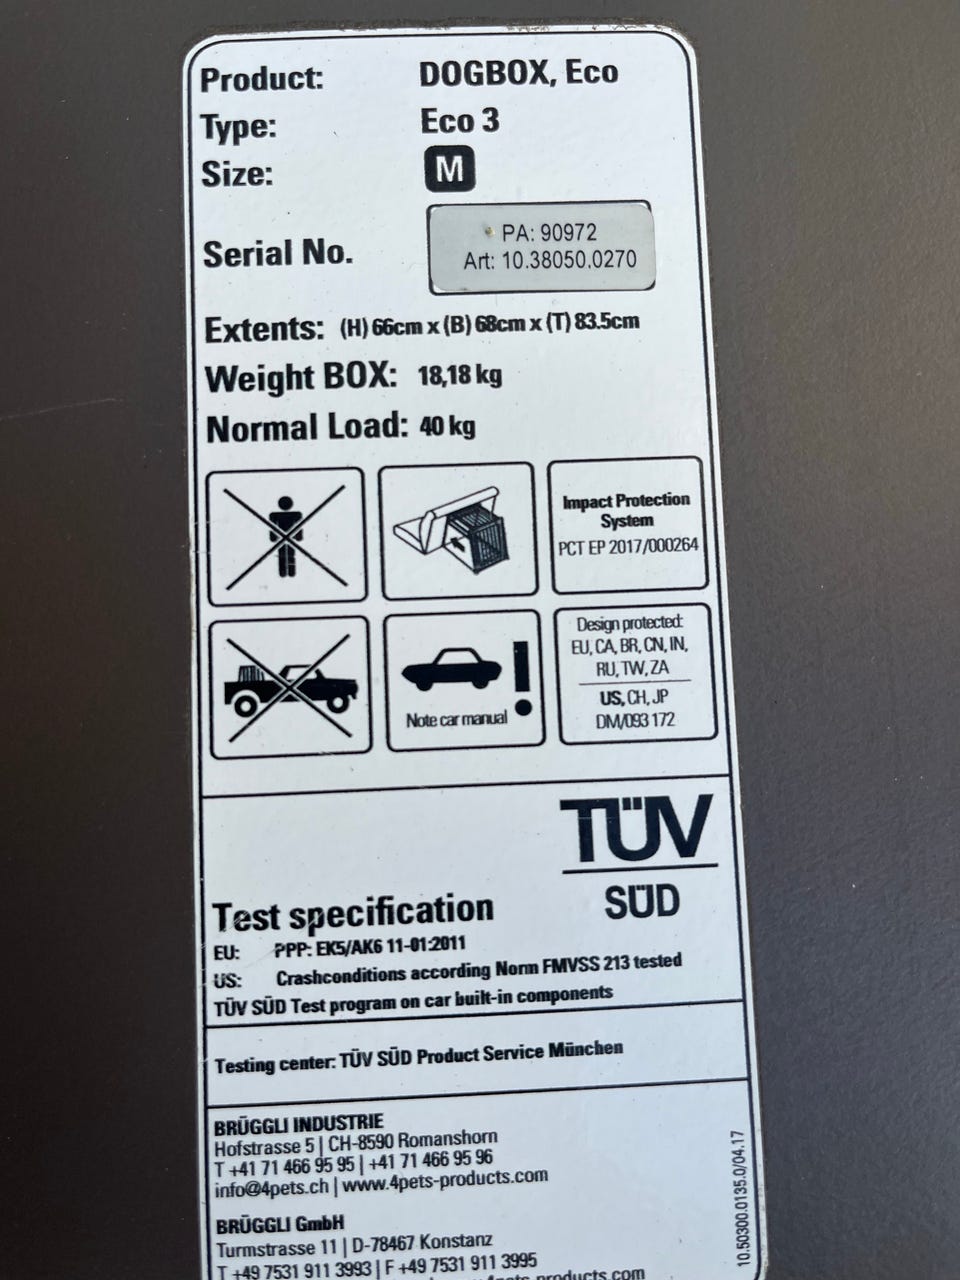 Product: DOGBOX, Eco
Type: Eco 3
Size: M
Serial No.
PA: 90972
Art: 10.38050.0270
Extents: (H) 66cm x (B) 68cm x (T) 83.5cm
Weight BOX: 18,18 kg
Normal Load: 40 kg
Impact Protection
System
PCT EP 2017/000264
Note car manual
!
Design protected:
EU, CA, BR, CN, IN,
RU, TW, ZA
US, CH, JP
DM/093 172
TÜV
SÜD
Test specification
EU: PPP: EK5/AK6 11-01:2011
US: Crashconditions according Norm FMVSS 213 tested
TÜV SÜD Test program on car built-in components
Testing center: TÜV SÜD Product Service München
BRÜGGLI INDUSTRIE
Hofstrasse 5 | CH-8590 Romanshorn
T +41 71 466 95 95 | +41 71 466 95 96
info@4pets.ch | www.4pets-products.com
BRÜGGLI GmbH
Turmstrasse 11 | D-78467 Konstanz
T +49 7531 911 3993 | F +49 7531 911 3995
products.com
10.50300.0135.0/04.17